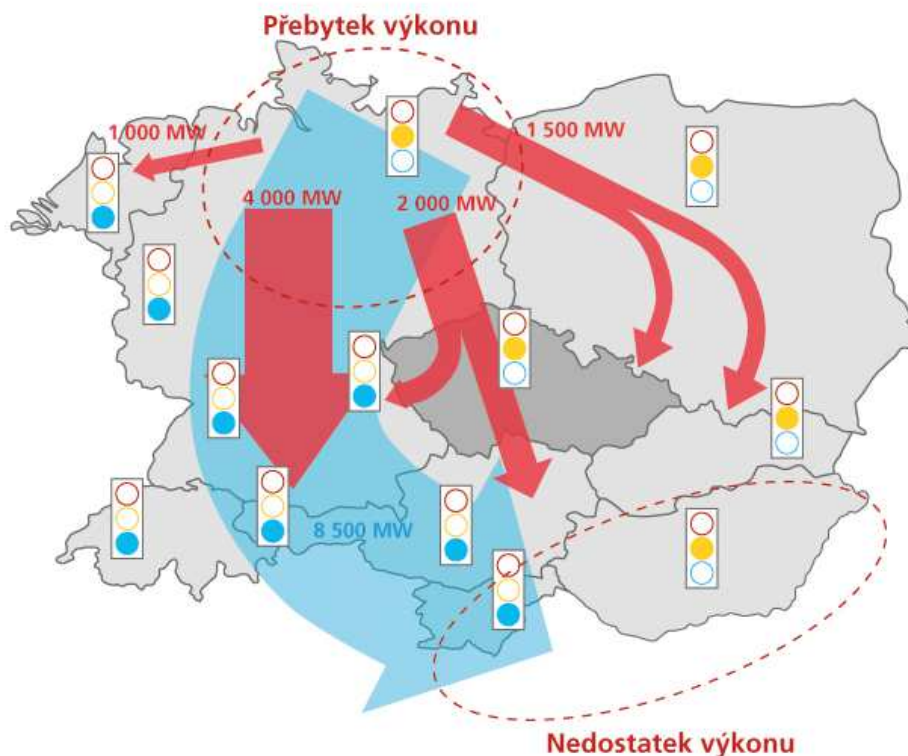 Přebytek výkonu
1 000 MW
1 500 MW
4 000 MW
2 000 MW
8 500 MW
Nedostatek výkonu